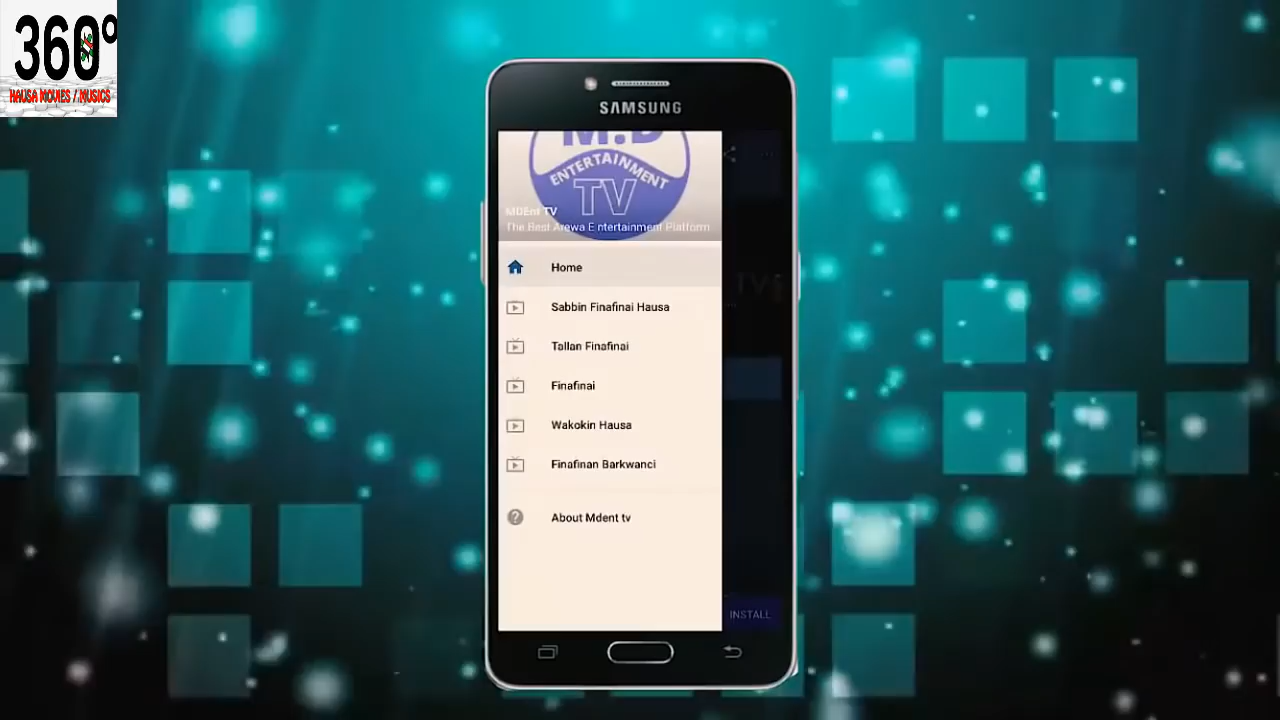 360°
HAUSA MOVIES / MUSICS
SAMSUNG
M.D
ENTERTAINMENT
TV
MDEnt TV
The Best Arewa Entertainment Platform
Home
Sabbin Finafinai Hausa
Tallan Finafinai
Finafinai
Wakokin Hausa
Finafinan Barkwanci
About Mdent tv
TV
INSTALL